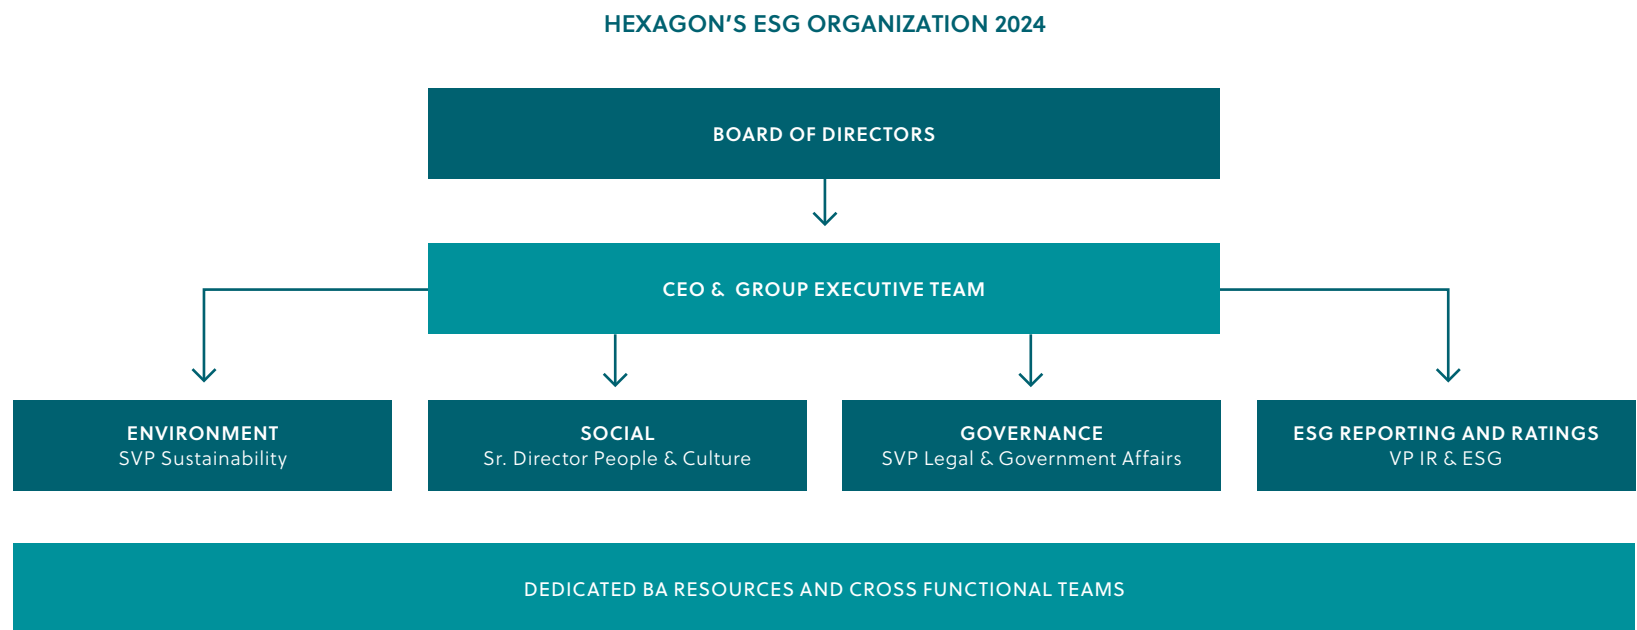 HEXAGON’S ESG ORGANIZATION 2024
BOARD OF DIRECTORS
CEO & GROUP EXECUTIVE TEAM
ENVIRONMENT
SVP Sustainability
SOCIAL
Sr. Director People & Culture
GOVERNANCE
SVP Legal & Government Affairs
ESG REPORTING AND RATINGS
VP IR & ESG
DEDICATED BA RESOURCES AND CROSS FUNCTIONAL TEAMS